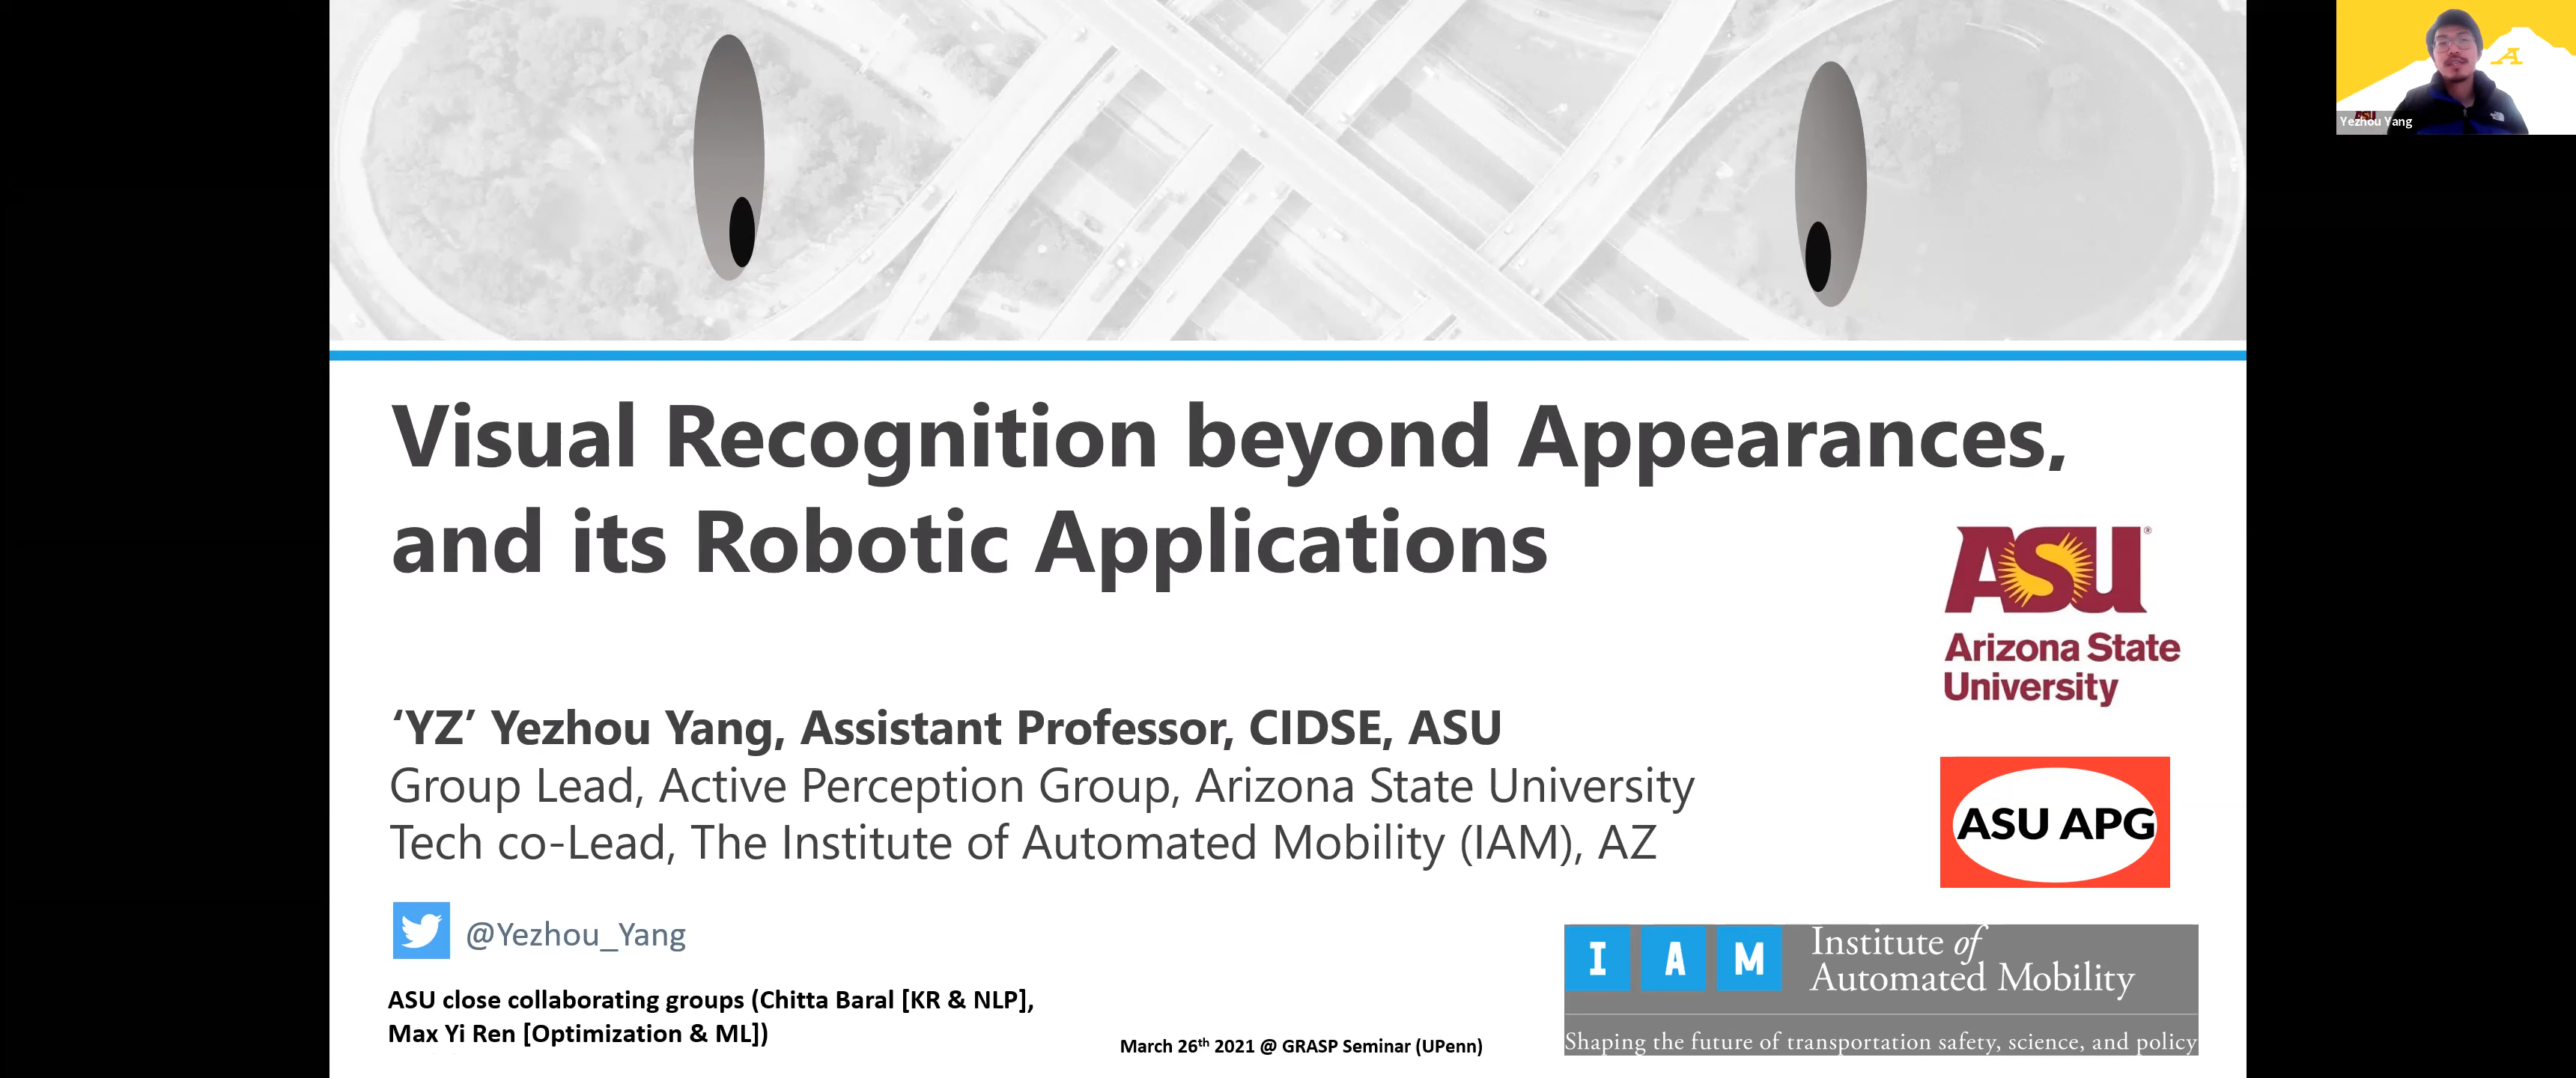 Visual Recognition beyond Appearances,
and its Robotic Applications
ASU®
Arizona State
University
‘YZ’ Yezhou Yang, Assistant Professor, CIDSE, ASU
Group Lead, Active Perception Group, Arizona State University
Tech co-Lead, The Institute of Automated Mobility (IAM), AZ
ASU APG
@Yezhou_Yang
ASU close collaborating groups (Chitta Baral [KR & NLP],
Max Yi Ren [Optimization & ML])
March 26th 2021 @ GRASP Seminar (UPenn)
I A M
Institute of
Automated Mobility
Shaping the future of transportation safety, science, and policy
A
ASU
Yezhou Yang